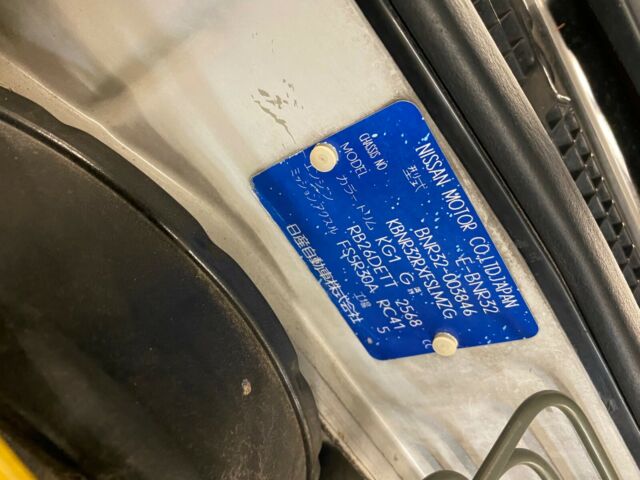 NISSAN MOTOR CO.,LTD.JAPAN
型式 E-BNR32
CHASSIS NO BNR32-003846
MODEL KBNR32RXFSLMZG
カラー トリム KG1 G
エンジン RB26DETT 2568 cc
ミッションアクスル FS5R30A RC41
工場 5
日産自動車株式会社